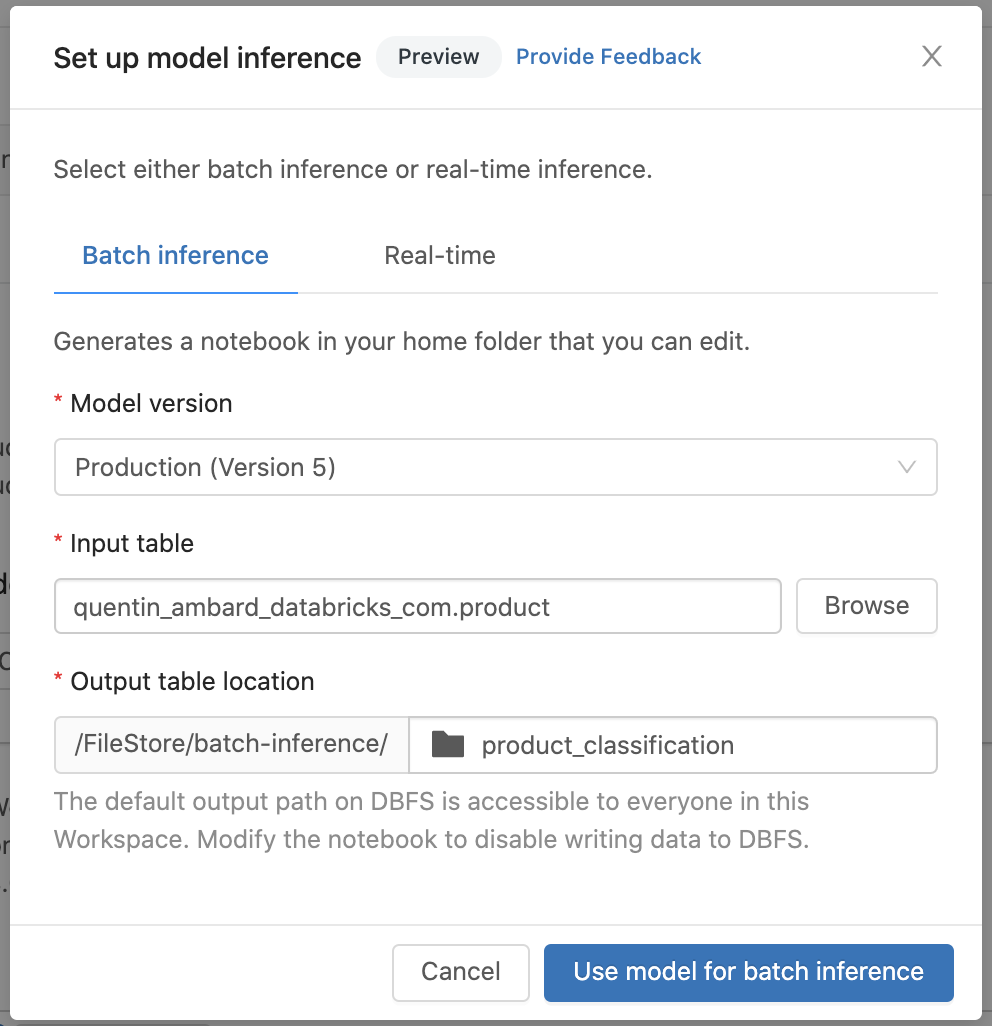 Set up model inference Preview Provide Feedback
Select either batch inference or real-time inference.
Batch inference Real-time
Generates a notebook in your home folder that you can edit.
* Model version
Production (Version 5)
* Input table
quentin_ambard_databricks_com.product Browse
* Output table location
/FileStore/batch-inference/ product_classification
The default output path on DBFS is accessible to everyone in this
Workspace. Modify the notebook to disable writing data to DBFS.
Cancel Use model for batch inference